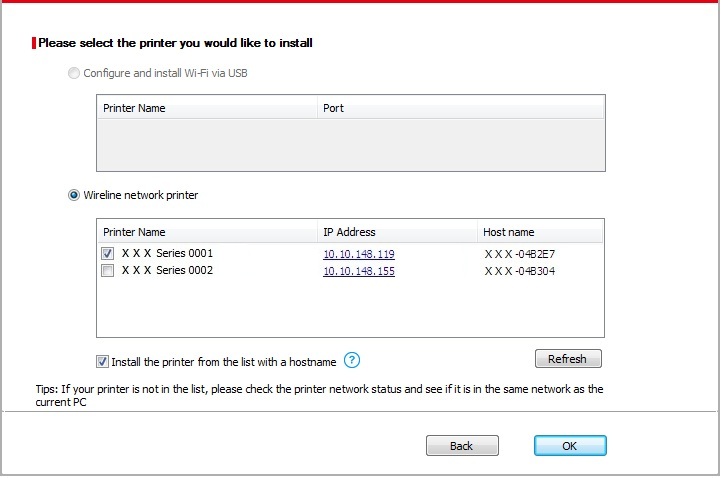 Please select the printer you would like to install
Configure and install Wi-Fi via USB
Printer Name Port
Wireline network printer
Printer Name IP Address Host name
X X X Series 0001 10.10.148.119 X X X -04B2E7
X X X Series 0002 10.10.148.155 X X X -04B304
Install the printer from the list with a hostname ? Refresh
Tips: If your printer is not in the list, please check the printer network status and see if it is in the same network as the
current PC
Back OK